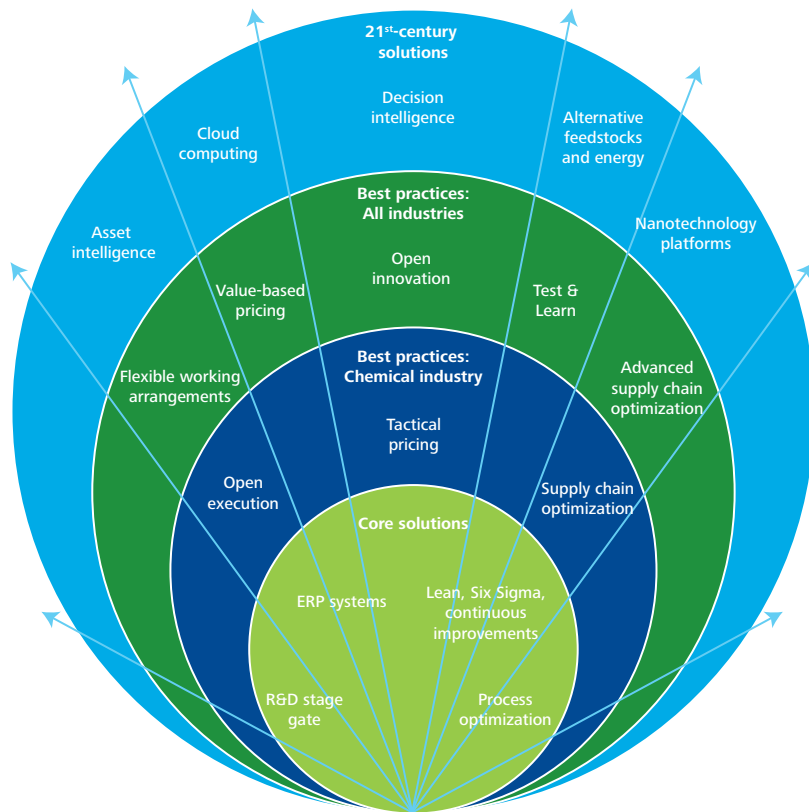 21st-century
solutions
Decision
intelligence
Cloud
computing
Alternative
feedstocks
and energy
Asset
intelligence
Nanotechnology
platforms
Best practices:
All industries
Open
innovation
Value-based
pricing
Test &
Learn
Flexible working
arrangements
Advanced
supply chain
optimization
Best practices:
Chemical industry
Tactical
pricing
Open
execution
Supply chain
optimization
Core solutions
ERP systems
Lean, Six Sigma,
continuous
improvements
R&D stage
gate
Process
optimization